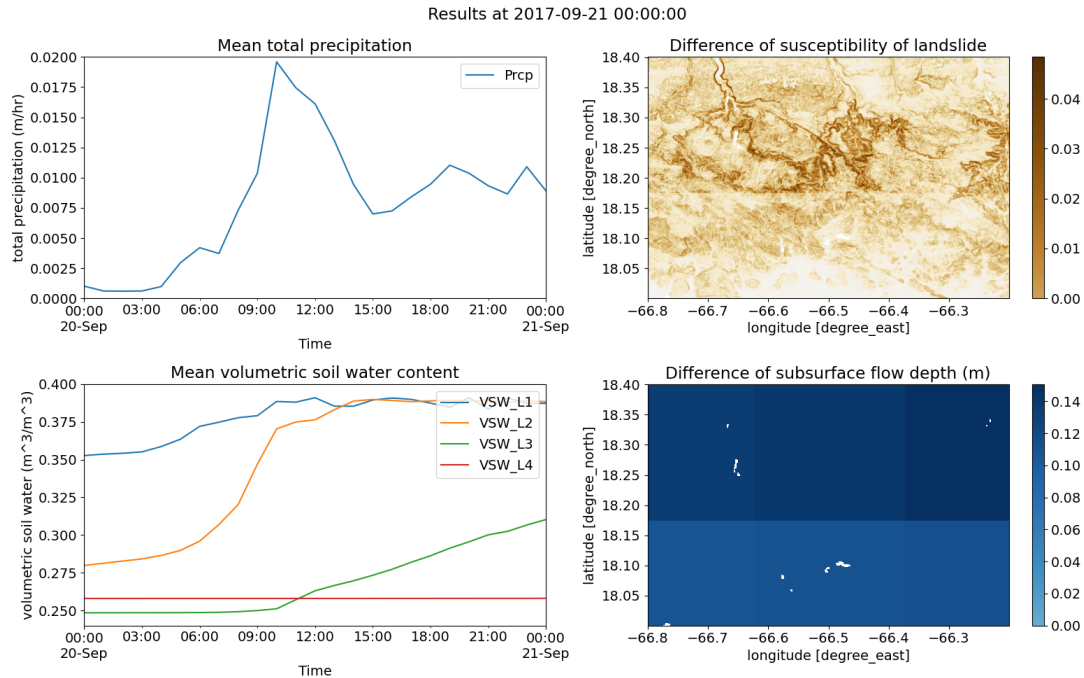 Results at 2017-09-21 00:00:00
Mean total precipitation
total precipitation (m/hr)
0.0200
0.0175
0.0150
0.0125
0.0100
0.0075
0.0050
0.0025
0.0000
Prcp
00:00 03:00 06:00 09:00 12:00 15:00 18:00 21:00 00:00
20-Sep 21-Sep
Time
Difference of susceptibility of landslide
latitude [degree_north]
18.40
18.35
18.30
18.25
18.20
18.15
18.10
18.05
−66.8 −66.7 −66.6 −66.5 −66.4 −66.3
longitude [degree_east]
0.04
0.03
0.02
0.01
0.00
Mean volumetric soil water content
volumetric soil water (m^3/m^3)
0.400
0.375
0.350
0.325
0.300
0.275
0.250
VSW_L1
VSW_L2
VSW_L3
VSW_L4
00:00 03:00 06:00 09:00 12:00 15:00 18:00 21:00 00:00
20-Sep 21-Sep
Time
Difference of subsurface flow depth (m)
latitude [degree_north]
18.40
18.35
18.30
18.25
18.20
18.15
18.10
18.05
−66.8 −66.7 −66.6 −66.5 −66.4 −66.3
longitude [degree_east]
0.14
0.12
0.10
0.08
0.06
0.04
0.02
0.00